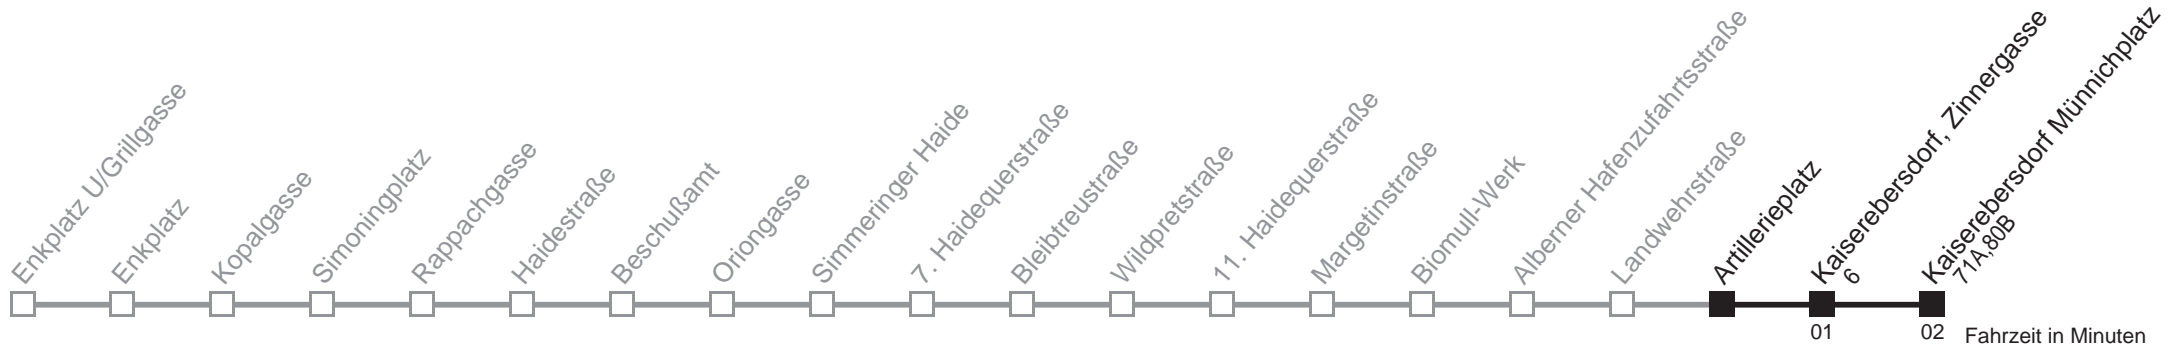 Enkplatz U/Grillgasse
Enkplatz
Kopalgasse
Simoningplatz
Rappachgasse
Haidestraße
Beschußamt
Oriongasse
Simmeringer Haide
7. Haidequerstraße
Bleibtreustraße
Wildpretstraße
11. Haidequerstraße
Margetinstraße
Biomull-Werk
Alberner Hafenzufahrtsstraße
Landwehrstraße
Artillerieplatz
Kaiserebersdorf, Zinnergasse
6
Kaiserebersdorf Münnichplatz
71A,80B
01
02
Fahrzeit in Minuten